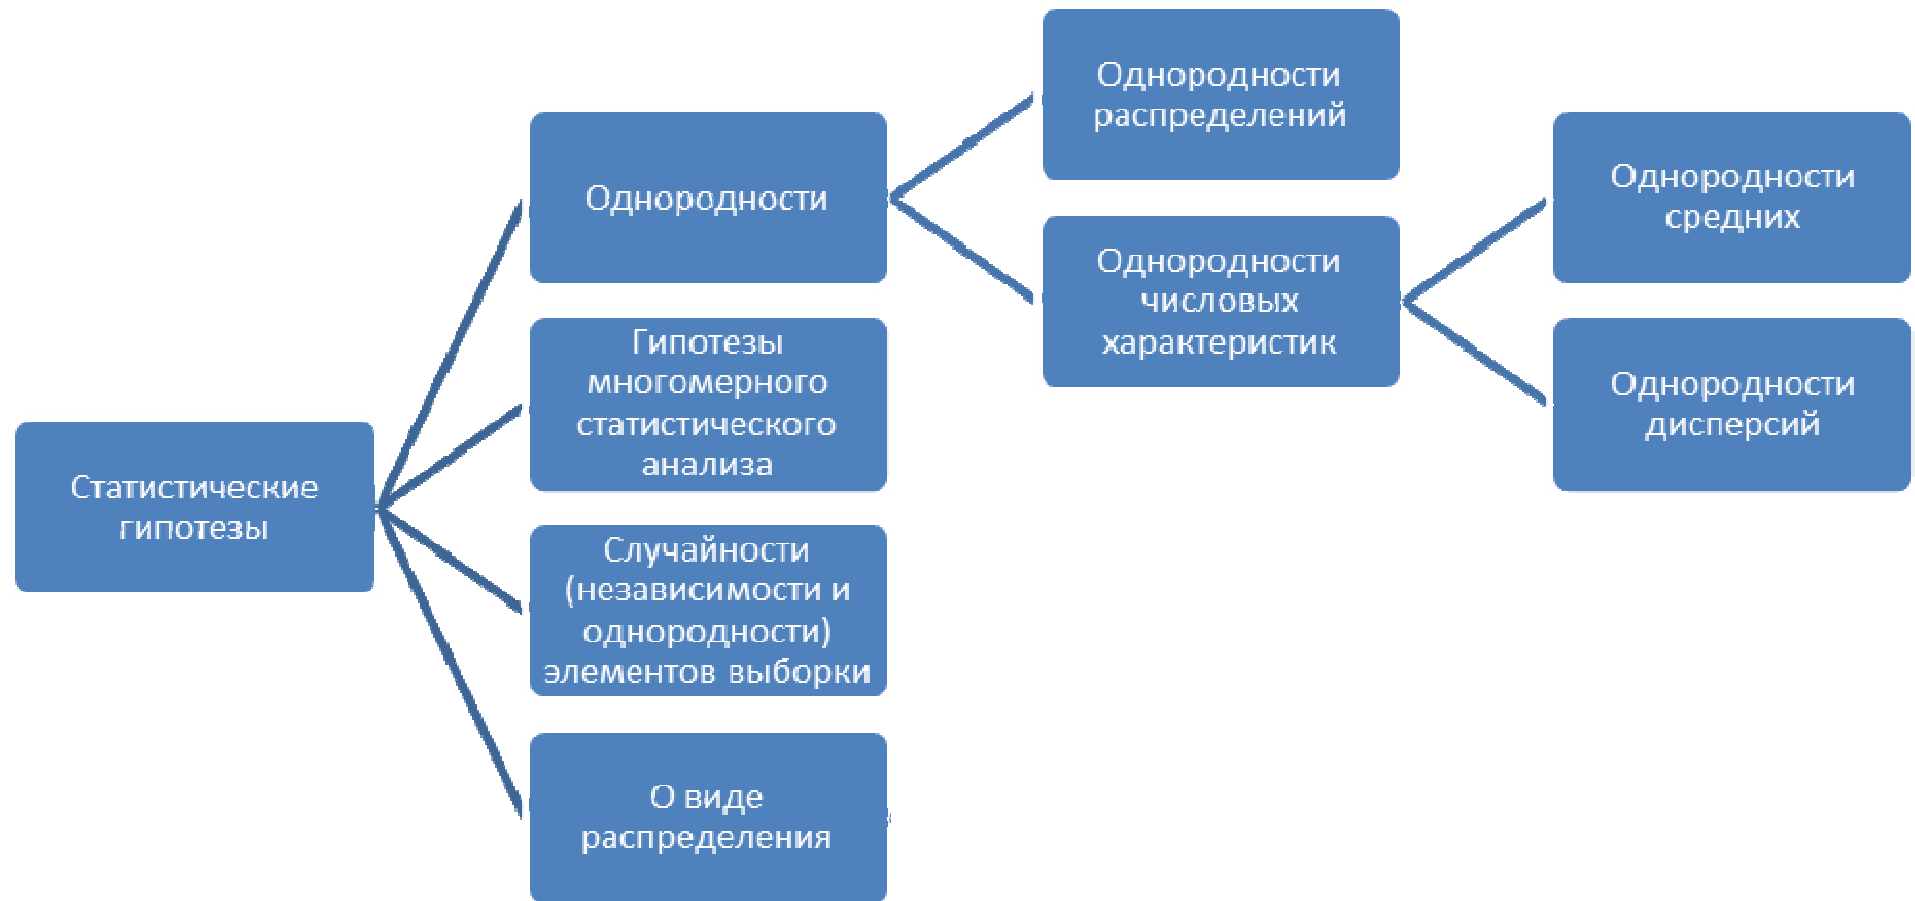 Статистические
гипотезы
Однородности
Гипотезы
многомерного
статистического
анализа
Случайности
(независимости и
однородности)
элементов выборки
О виде
распределения
Однородности
распределений
Однородности
числовых
характеристик
Однородности
средних
Однородности
дисперсий